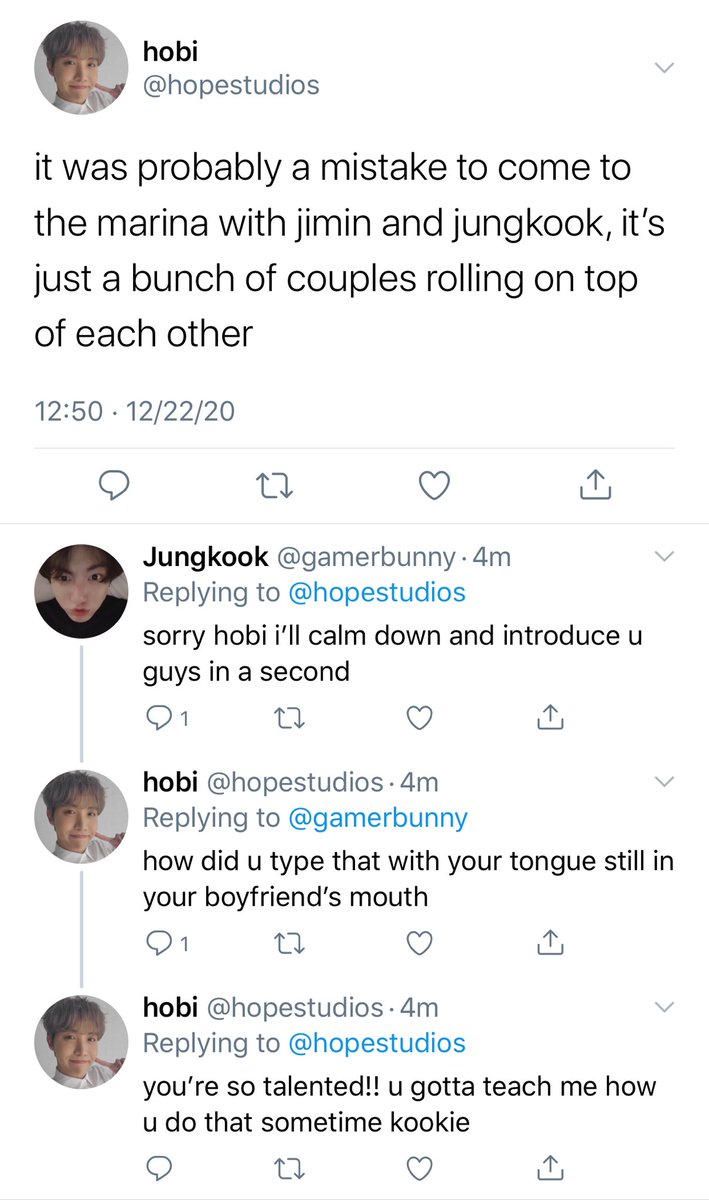 hobi
@hopestudios
it was probably a mistake to come to
the marina with jimin and jungkook, it’s
just a bunch of couples rolling on top
of each other
12:50 · 12/22/20
Jungkook @gamerbunny · 4m
Replying to @hopestudios
sorry hobi i’ll calm down and introduce u
guys in a second
1
hobi @hopestudios · 4m
Replying to @gamerbunny
how did u type that with your tongue still in
your boyfriend’s mouth
1
hobi @hopestudios · 4m
Replying to @hopestudios
you’re so talented!! u gotta teach me how
u do that sometime kookie